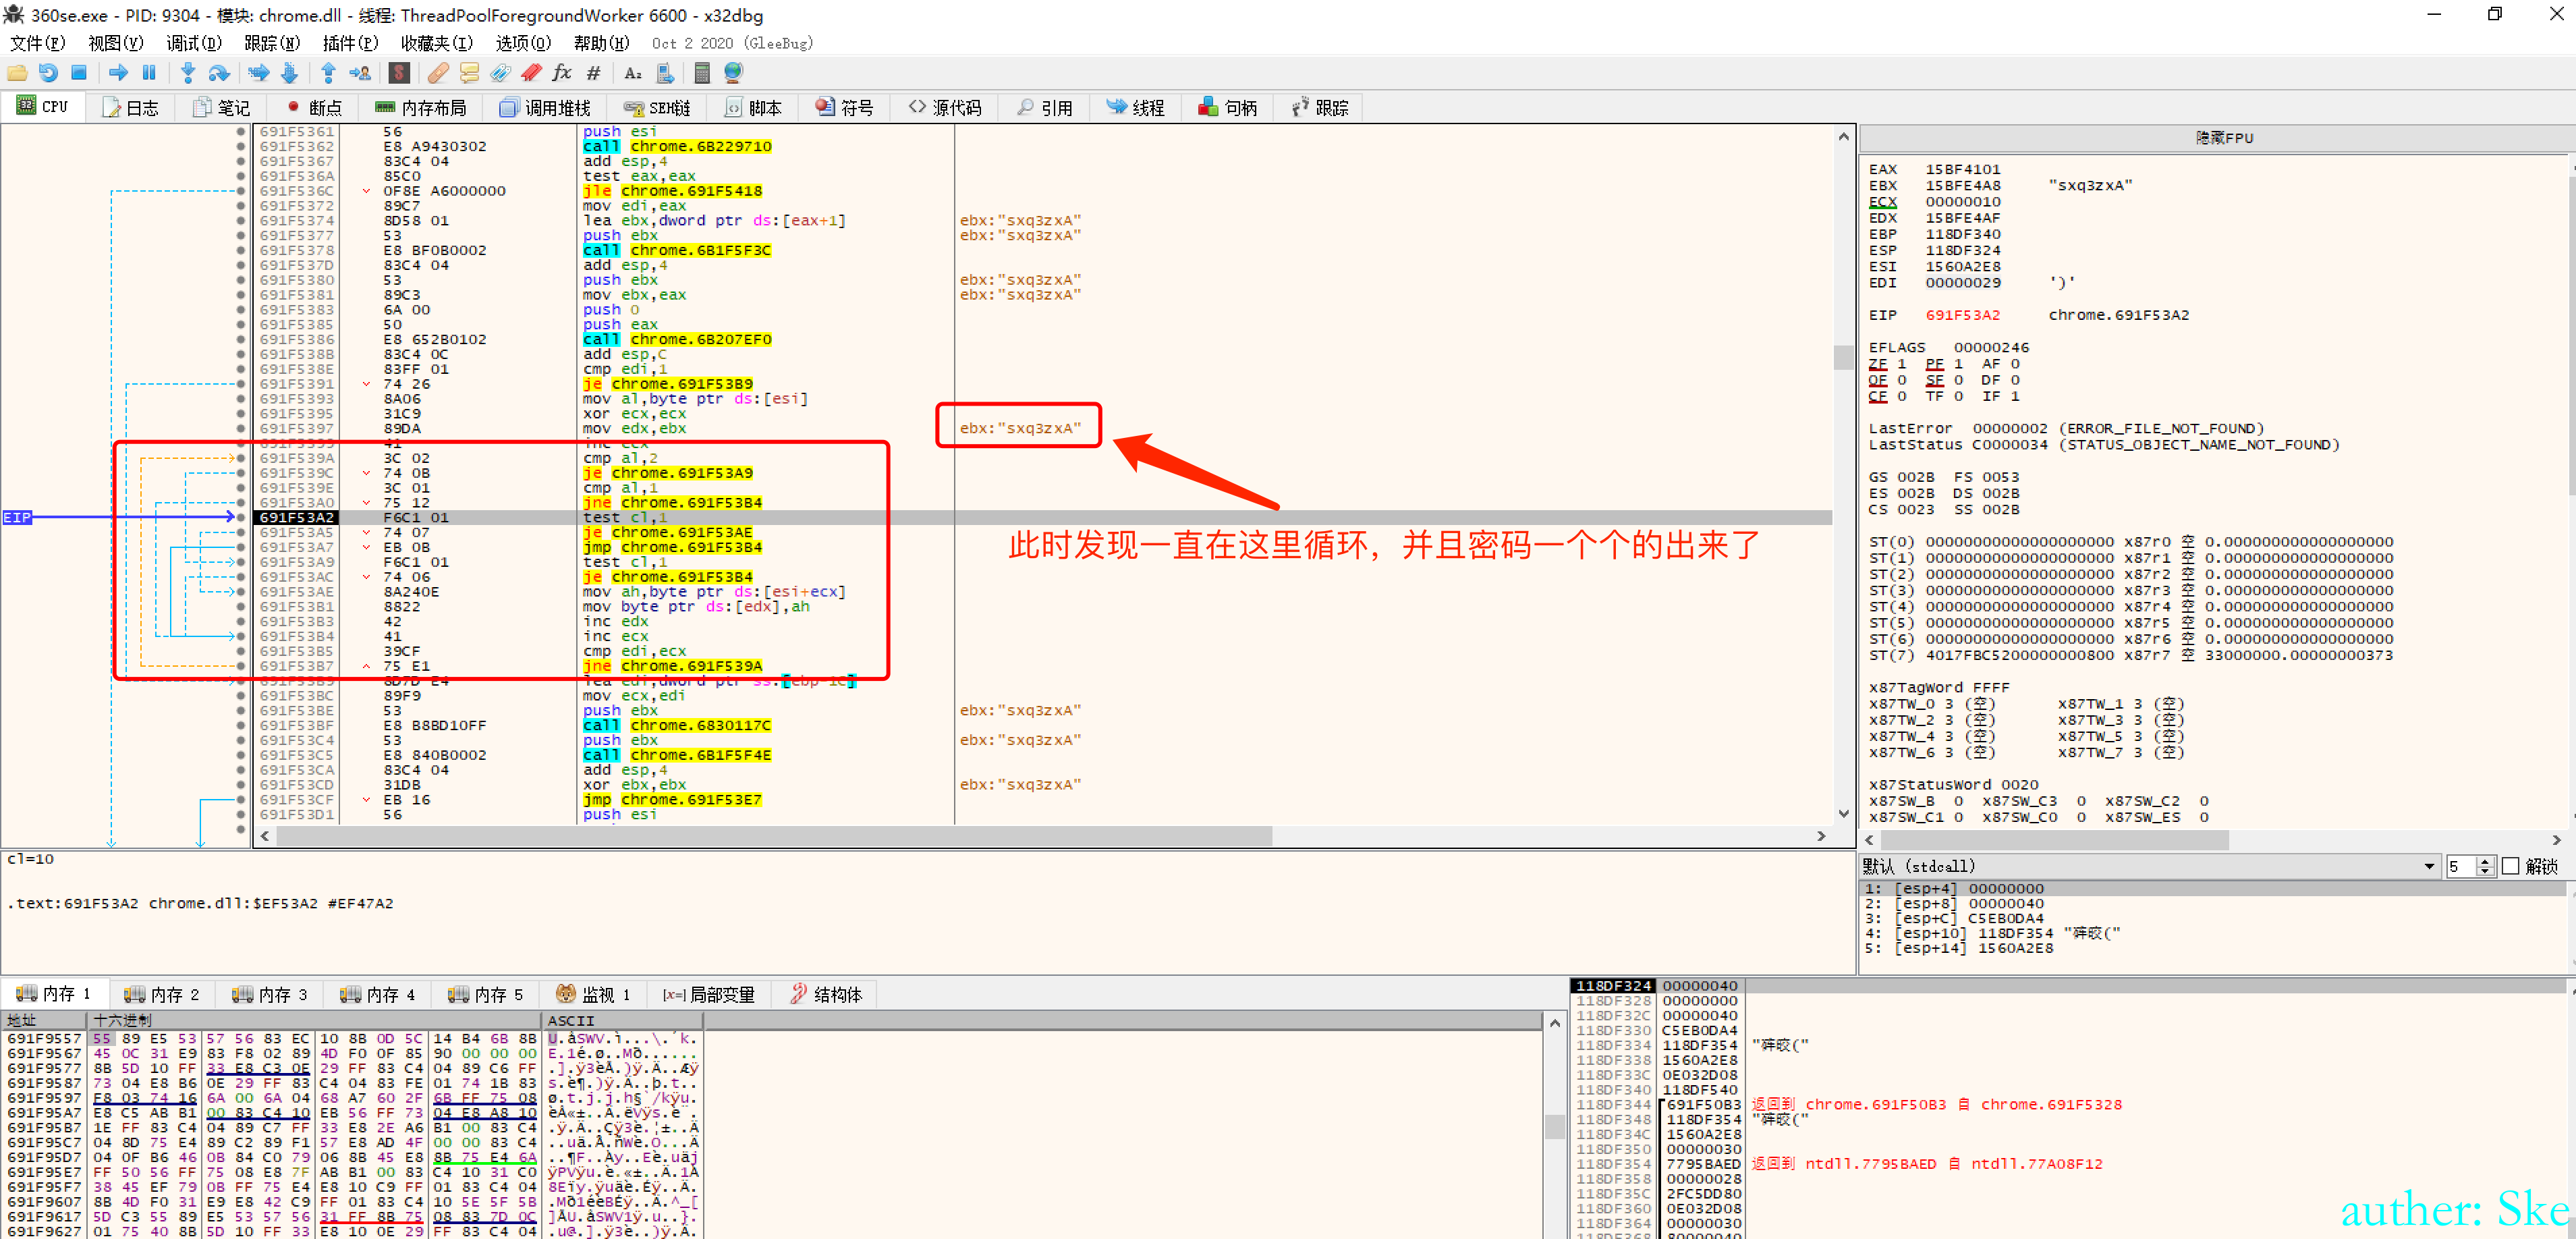 360se.exe - PID: 9304 - 模块: chrome.dll - 线程: ThreadPoolForegroundWorker 6600 - x32dbg
文件(F) 视图(V) 调试(D) 跟踪(N) 插件(P) 收藏夹(I) 选项(O) 帮助(H) Oct 2 2020 (GleeBug)
CPU 日志 笔记 断点 内存布局 调用堆栈 SEH链 脚本 符号 源代码 引用 线程 句柄 跟踪
691F5361 56 push esi
691F5362 E8 A9430302 call chrome.6B229710
691F5367 83C4 04 add esp,4
691F536A 85C0 test eax,eax
691F536C 0F8E A6000000 jle chrome.691F5418
691F5372 89C7 mov edi,eax
691F5374 8D58 01 lea ebx,dword ptr ds:[eax+1] ebx:"sxq3zxA"
691F5377 53 push ebx ebx:"sxq3zxA"
691F5378 E8 BF0B0002 call chrome.6B1F5F3C
691F537D 83C4 04 add esp,4
691F5380 53 push ebx ebx:"sxq3zxA"
691F5381 89C3 mov ebx,eax ebx:"sxq3zxA"
691F5383 6A 00 push 0
691F5385 50 push eax
691F5386 E8 652B0102 call chrome.6B207EF0
691F538B 83C4 0C add esp,C
691F538E 83FF 01 cmp edi,1
691F5391 74 26 je chrome.691F53B9
691F5393 8A06 mov al,byte ptr ds:[esi]
691F5395 31C9 xor ecx,ecx
691F5397 89DA mov edx,ebx ebx:"sxq3zxA"
691F5399 41 inc ecx
691F539A 3C 02 cmp al,2
691F539C 74 0B je chrome.691F53A9
691F539E 3C 01 cmp al,1
691F53A0 75 12 jne chrome.691F53B4
EIP 691F53A2 F6C1 01 test cl,1
691F53A5 74 07 je chrome.691F53AE
691F53A7 EB 0B jmp chrome.691F53B4
691F53A9 F6C1 01 test cl,1
691F53AC 74 06 je chrome.691F53B4
691F53AE 8A240E mov ah,byte ptr ds:[esi+ecx]
691F53B1 8822 mov byte ptr ds:[edx],ah
691F53B3 42 inc edx
691F53B4 41 inc ecx
691F53B5 39CF cmp edi,ecx
691F53B7 75 E1 jne chrome.691F539A
691F53B9 8D7D E4 lea edi,dword ptr ss:[ebp-1C]
691F53BC 89F9 mov ecx,edi
691F53BE 53 push ebx ebx:"sxq3zxA"
691F53BF E8 B8BD10FF call chrome.6830117C
691F53C4 53 push ebx ebx:"sxq3zxA"
691F53C5 E8 840B0002 call chrome.6B1F5F4E
691F53CA 83C4 04 add esp,4
691F53CD 31DB xor ebx,ebx ebx:"sxq3zxA"
691F53CF EB 16 jmp chrome.691F53E7
691F53D1 56 push esi
此时发现一直在这里循环，并且密码一个个的出来了
隐藏FPU
EAX 15BF4101
EBX 15BFE4A8 "sxq3zxA"
ECX 00000010
EDX 15BFE4AF
EBP 118DF340
ESP 118DF324
ESI 1560A2E8
EDI 00000029 ')'
EIP 691F53A2 chrome.691F53A2
EFLAGS 00000246
ZF 1 PF 1 AF 0
OF 0 SF 0 DF 0
CF 0 TF 0 IF 1
LastError 00000002 (ERROR_FILE_NOT_FOUND)
LastStatus C0000034 (STATUS_OBJECT_NAME_NOT_FOUND)
GS 002B FS 0053
ES 002B DS 002B
CS 0023 SS 002B
ST(0) 00000000000000000000 x87r0 空 0.000000000000000000
ST(1) 00000000000000000000 x87r1 空 0.000000000000000000
ST(2) 00000000000000000000 x87r2 空 0.000000000000000000
ST(3) 00000000000000000000 x87r3 空 0.000000000000000000
ST(4) 00000000000000000000 x87r4 空 0.000000000000000000
ST(5) 00000000000000000000 x87r5 空 0.000000000000000000
ST(6) 00000000000000000000 x87r6 空 0.000000000000000000
ST(7) 4017FBC5200000000800 x87r7 空 33000000.00000000373
x87TagWord FFFF
x87TW_0 3 (空) x87TW_1 3 (空)
x87TW_2 3 (空) x87TW_3 3 (空)
x87TW_4 3 (空) x87TW_5 3 (空)
x87TW_6 3 (空) x87TW_7 3 (空)
x87StatusWord 0020
x87SW_B 0 x87SW_C3 0 x87SW_C2 0
x87SW_C1 0 x87SW_C0 0 x87SW_ES 0
cl=10
.text:691F53A2 chrome.dll:$EF53A2 #EF47A2
默认 (stdcall) 5 解锁
1: [esp+4] 00000000
2: [esp+8] 00000040
3: [esp+C] C5EB0DA4
4: [esp+10] 118DF354
5: [esp+14] 1560A2E8
内存 1 内存 2 内存 3 内存 4 内存 5 监视 1 [x=] 局部变量 结构体
地址 十六进制 ASCII
691F9557 55 89 E5 53 57 56 83 EC 10 8B 0D 5C 14 B4 6B 8B
691F9567 45 0C 31 E9 83 F8 02 89 4D F0 0F 85 90 00 00 00
691F9577 8B 5D 10 FF 33 E8 C3 0E 29 FF 83 C4 04 89 C6 FF
691F9587 73 04 E8 B6 0E 29 FF 83 C4 04 83 FE 01 74 1B 83
691F9597 F8 03 74 16 6A 00 6A 04 68 A7 60 2F 6B FF 75 08
691F95A7 E8 C5 AB B1 00 83 C4 10 EB 56 FF 73 04 E8 A8 10
691F95B7 1E FF 83 C4 04 89 C7 FF 33 E8 2E A6 B1 00 83 C4
691F95C7 04 8D 75 E4 89 C2 89 F1 57 E8 AD 4F 00 00 83 C4
691F95D7 04 0F B6 46 0B 84 C0 79 06 8B 45 E8 8B 75 E4 6A
691F95E7 FF 50 56 FF 75 08 E8 7F AB B1 00 83 C4 10 31 C0
691F95F7 38 45 EF 79 0B FF 75 E4 E8 10 C9 FF 01 83 C4 04
691F9607 8B 4D F0 31 E9 E8 42 C9 FF 01 83 C4 10 5E 5F 5B
691F9617 5D C3 55 89 E5 53 57 56 31 FF 8B 75 08 83 7D 0C
691F9627 01 75 40 8B 5D 10 FF 33 E8 10 0E 29 FF 83 C4 04
118DF324 00000040
118DF328 00000000
118DF32C 00000040
118DF330 C5EB0DA4
118DF334 118DF354
118DF338 1560A2E8
118DF33C 0E032D08
118DF340 118DF540
118DF344 691F50B3 返回到 chrome.691F50B3 自 chrome.691F5328
118DF348 118DF354
118DF34C 1560A2E8
118DF350 00000030
118DF354 7795BAED 返回到 ntdll.7795BAED 自 ntdll.77A08F12
118DF358 00000028
118DF35C 2FC5DD80
118DF360 0E032D08
118DF364 00000030
118DF368 80000040
auther: Ske